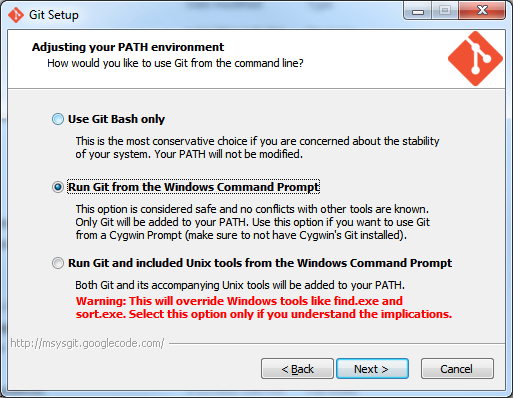 Git Setup
Adjusting your PATH environment
How would you like to use Git from the command line?
Use Git Bash only
This is the most conservative choice if you are concerned about the stability
of your system. Your PATH will not be modified.
Run Git from the Windows Command Prompt
This option is considered safe and no conflicts with other tools are known.
Only Git will be added to your PATH. Use this option if you want to use Git
from a Cygwin Prompt (make sure to not have Cygwin's Git installed).
Run Git and included Unix tools from the Windows Command Prompt
Both Git and its accompanying Unix tools will be added to your PATH.
Warning: This will override Windows tools like find.exe and
sort.exe. Select this option only if you understand the implications.
http://msysgit.googlecode.com/
< Back Next > Cancel